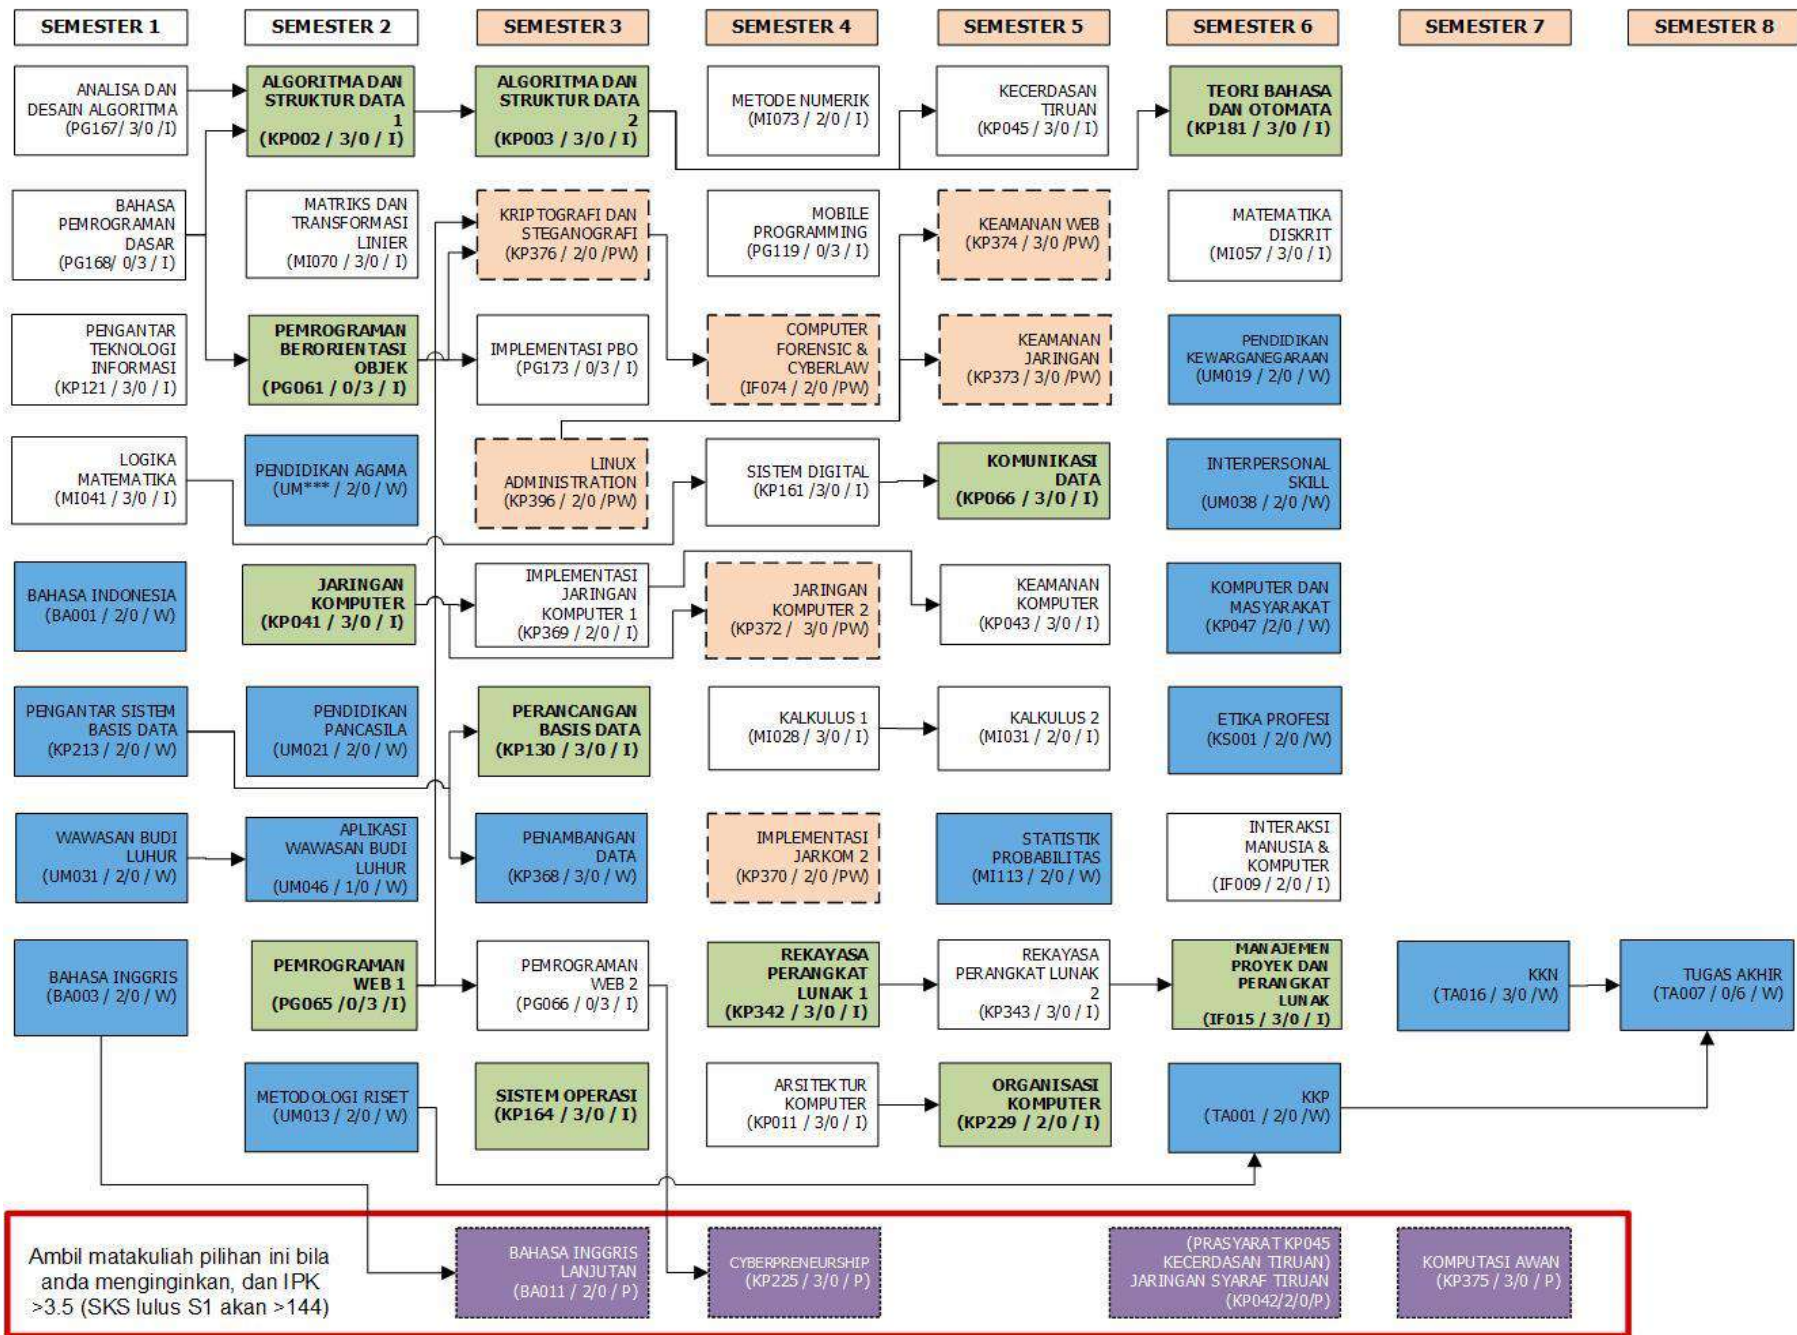 SEMESTER 1
SEMESTER 2
SEMESTER 3
SEMESTER 4
SEMESTER 5
SEMESTER 6
SEMESTER 7
SEMESTER 8
ANALISA DAN
DESAIN ALGORITMA
(PG167/ 3/0 /I)
ALGORITMA DAN
STRUKTUR DATA
1
(KP002 / 3/0 / I)
ALGORITMA DAN
STRUKTUR DATA
2
(KP003 / 3/0 / I)
METODE NUMERIK
(MI073 / 2/0 / I)
KECERDASAN
TIRUAN
(KP045 / 3/0 / I)
TEORI BAHASA
DAN OTOMATA
(KP181 / 3/0 / I)
BAHASA
PEMROGRAMAN
DASAR
(PG168/ 0/3 / I)
MATRIKS DAN
TRANSFORMASI
LINIER
(MI070 / 3/0 / I)
KRIPTOGRAFI DAN
STEGANOGRAFI
(KP376 / 2/0 /PW)
MOBILE
PROGRAMMING
(PG119 / 0/3 / I)
KEAMANAN WEB
(KP374 / 3/0 /PW)
MATEMATIKA
DISKRIT
(MI057 / 3/0 / I)
PENGANTAR
TEKNOLOGI
INFORMASI
(KP121 / 3/0 / I)
PEMROGRAMAN
BERORIENTASI
OBJEK
(PG061 / 0/3 / I)
IMPLEMENTASI PBO
(PG173 / 0/3 / I)
COMPUTER
FORENSIC &
CYBERLAW
(IF074 / 2/0 /PW)
KEAMANAN
JARINGAN
(KP373 / 3/0 /PW)
PENDIDIKAN
KEWARGANEGARAAN
(UM019 / 2/0 / W)
LOGIKA
MATEMATIKA
(MI041 / 3/0 / I)
PENDIDIKAN AGAMA
(UM*** / 2/0 / W)
LINUX
ADMINISTRATION
(KP396 / 2/0 /PW)
SISTEM DIGITAL
(KP161 /3/0 / I)
KOMUNIKASI
DATA
(KP066 / 3/0 / I)
INTERPERSONAL
SKILL
(UM038 / 2/0 /W)
BAHASA INDONESIA
(BA001 / 2/0 / W)
JARINGAN
KOMPUTER
(KP041 / 3/0 / I)
IMPLEMENTASI
JARINGAN
KOMPUTER 1
(KP369 / 2/0 / I)
JARINGAN
KOMPUTER 2
(KP372 / 3/0 /PW)
KEAMANAN
KOMPUTER
(KP043 / 3/0 / I)
KOMPUTER DAN
MASYARAKAT
(KP047 /2/0 / W)
PENGANTAR SISTEM
BASIS DATA
(KP213 / 2/0 / W)
PENDIDIKAN
PANCASILA
(UM021 / 2/0 / W)
PERANCANGAN
BASIS DATA
(KP130 / 3/0 / I)
KALKULUS 1
(MI028 / 3/0 / I)
KALKULUS 2
(MI031 / 2/0 / I)
ETIKA PROFESI
(KS001 / 2/0 /W)
WAWASAN BUDI
LUHUR
(UM031 / 2/0 / W)
APLIKASI
WAWASAN BUDI
LUHUR
(UM046 / 1/0 / W)
PENAMBANGAN
DATA
(KP368 / 3/0 / W)
IMPLEMENTASI
JARKOM 2
(KP370 / 2/0 /PW)
STATISTIK
PROBABILITAS
(MI113 / 2/0 / W)
INTERAKSI
MANUSIA &
KOMPUTER
(IF009 / 2/0 / I)
BAHASA INGGRIS
(BA003 / 2/0 / W)
PEMROGRAMAN
WEB 1
(PG065 /0/3 /I)
PEMROGRAMAN
WEB 2
(PG066 / 0/3 / I)
REKAYASA
PERANGKAT
LUNAK 1
(KP342 / 3/0 / I)
REKAYASA
PERANGKAT LUNAK
2
(KP343 / 3/0 / I)
MANAJEMEN
PROYEK DAN
PERANGKAT
LUNAK
(IF015 / 3/0 / I)
KKN
(TA016 / 3/0 /W)
TUGAS AKHIR
(TA007 / 0/6 / W)
METODOLOGI RISET
(UM013 / 2/0 / W)
SISTEM OPERASI
(KP164 / 3/0 / I)
ARSITEKTUR
KOMPUTER
(KP011 / 3/0 / I)
ORGANISASI
KOMPUTER
(KP229 / 2/0 / I)
KKP
(TA001 / 2/0 /W)
Ambil matakuliah pilihan ini bila
anda menginginkan, dan IPK
>3.5 (SKS lulus S1 akan >144)
BAHASA INGGRIS
LANJUTAN
(BA011 / 2/0 / P)
CYBERPRENEURSHIP
(KP225 / 3/0 / P)
(PRASYARAT KP045
KECERDASAN TIRUAN)
JARINGAN SYARAF TIRUAN
(KP042/2/0/P)
KOMPUTASI AWAN
(KP375 / 3/0 / P)